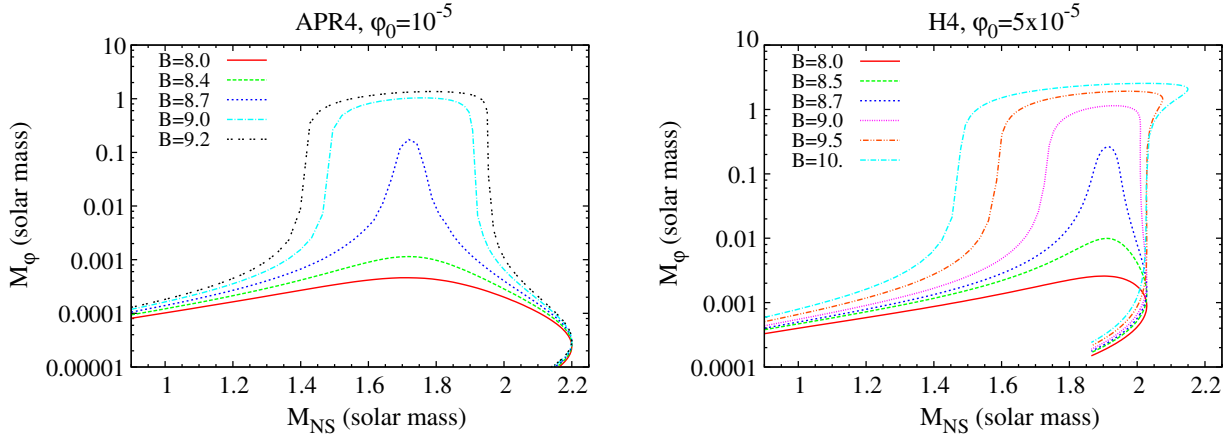 APR4, φ₀=10⁻⁵
10
1
0.1
0.01
0.001
0.0001
0.00001
B=8.0
B=8.4
B=8.7
B=9.0
B=9.2
M_φ (solar mass)
1 1.2 1.4 1.6 1.8 2 2.2
M_NS (solar mass)
H4, φ₀=5x10⁻⁵
10
1
0.1
0.01
0.001
0.0001
B=8.0
B=8.5
B=8.7
B=9.0
B=9.5
B=10.
M_φ (solar mass)
1 1.2 1.4 1.6 1.8 2 2.2
M_NS (solar mass)